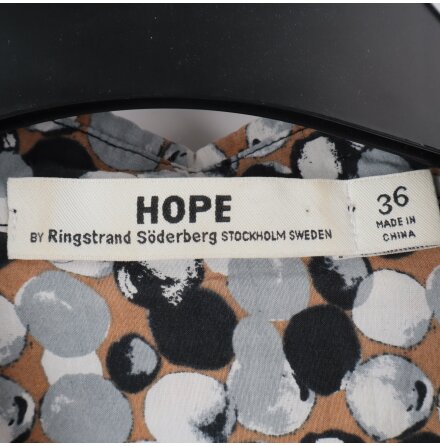 HOPE
BY Ringstrand Söderberg STOCKHOLM SWEDEN
36
MADE IN
CHINA